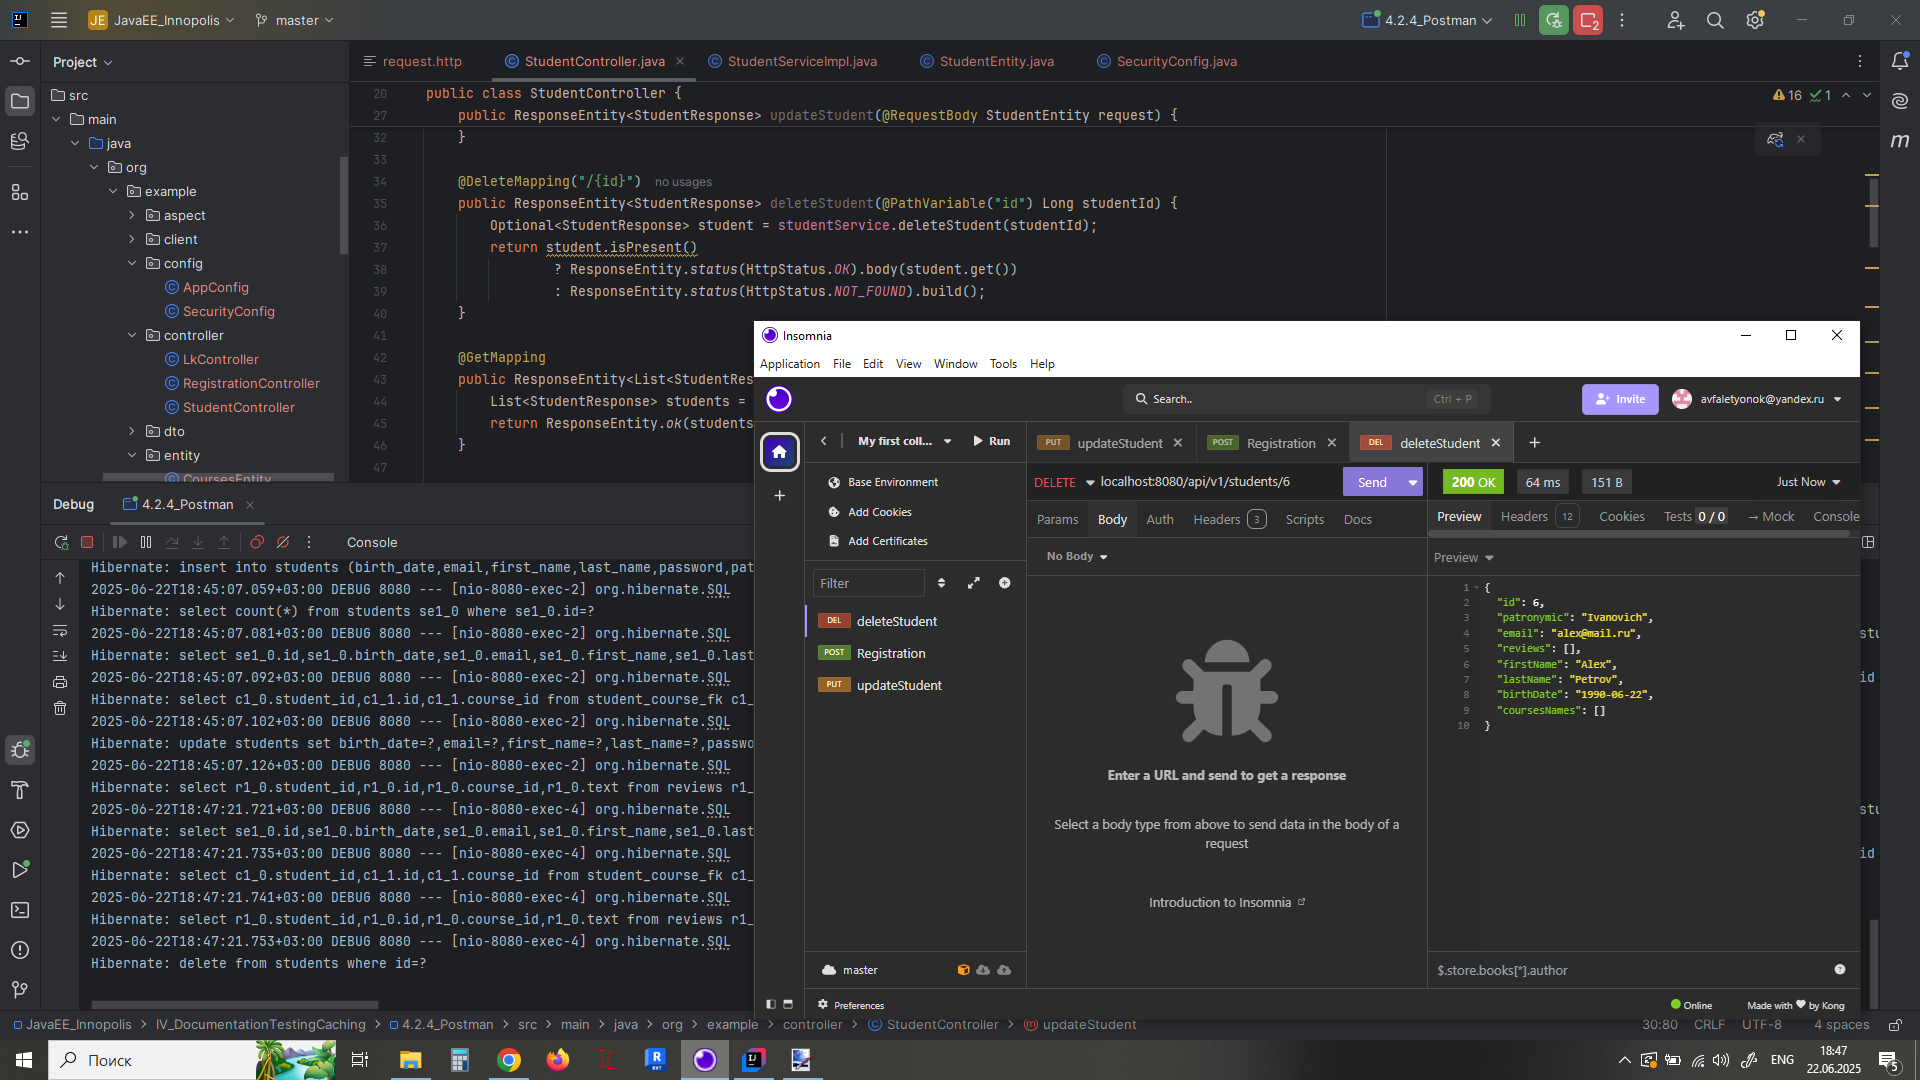 JE JavaEE_Innopolis master 4.2.4_Postman 2
Project
src
main
java
org
example
aspect
client
config
AppConfig
SecurityConfig
controller
LkController
RegistrationController
StudentController
dto
entity
CoursesEntity
request.http StudentController.java StudentServiceImpl.java StudentEntity.java SecurityConfig.java
16 1
20 public class StudentController {
27 public ResponseEntity<StudentResponse> updateStudent(@RequestBody StudentEntity request) {
32 }
33
34 @DeleteMapping("/{id}") no usages
35 public ResponseEntity<StudentResponse> deleteStudent(@PathVariable("id") Long studentId) {
36 Optional<StudentResponse> student = studentService.deleteStudent(studentId);
37 return student.isPresent()
38 ? ResponseEntity.status(HttpStatus.OK).body(student.get())
39 : ResponseEntity.status(HttpStatus.NOT_FOUND).build();
40 }
41
42 @GetMapping
43 public ResponseEntity<List<StudentRes
44 List<StudentResponse> students =
45 return ResponseEntity.ok(students
46 }
47
Debug 4.2.4_Postman
Console
Hibernate: insert into students (birth_date,email,first_name,last_name,password,pat
2025-06-22T18:45:07.059+03:00 DEBUG 8080 --- [nio-8080-exec-2] org.hibernate.SQL
Hibernate: select count(*) from students se1_0 where se1_0.id=?
2025-06-22T18:45:07.081+03:00 DEBUG 8080 --- [nio-8080-exec-2] org.hibernate.SQL
Hibernate: select se1_0.id,se1_0.birth_date,se1_0.email,se1_0.first_name,se1_0.last
2025-06-22T18:45:07.092+03:00 DEBUG 8080 --- [nio-8080-exec-2] org.hibernate.SQL
Hibernate: select c1_0.student_id,c1_1.id,c1_1.course_id from student_course_fk c1_
2025-06-22T18:45:07.102+03:00 DEBUG 8080 --- [nio-8080-exec-2] org.hibernate.SQL
Hibernate: update students set birth_date=?,email=?,first_name=?,last_name=?,passwo
2025-06-22T18:45:07.126+03:00 DEBUG 8080 --- [nio-8080-exec-2] org.hibernate.SQL
Hibernate: select r1_0.student_id,r1_0.id,r1_0.course_id,r1_0.text from reviews r1_
2025-06-22T18:47:21.721+03:00 DEBUG 8080 --- [nio-8080-exec-4] org.hibernate.SQL
Hibernate: select se1_0.id,se1_0.birth_date,se1_0.email,se1_0.first_name,se1_0.last
2025-06-22T18:47:21.735+03:00 DEBUG 8080 --- [nio-8080-exec-4] org.hibernate.SQL
Hibernate: select c1_0.student_id,c1_1.id,c1_1.course_id from student_course_fk c1_
2025-06-22T18:47:21.741+03:00 DEBUG 8080 --- [nio-8080-exec-4] org.hibernate.SQL
Hibernate: select r1_0.student_id,r1_0.id,r1_0.course_id,r1_0.text from reviews r1_
2025-06-22T18:47:21.753+03:00 DEBUG 8080 --- [nio-8080-exec-4] org.hibernate.SQL
Hibernate: delete from students where id=?
Insomnia
Application File Edit View Window Tools Help
Search.. Ctrl + P Invite avfaletyonok@yandex.ru
My first coll... Run
PUT updateStudent POST Registration DEL deleteStudent
Base Environment
Add Cookies
Add Certificates
Filter
DEL deleteStudent
POST Registration
PUT updateStudent
master
Preferences
DELETE localhost:8080/api/v1/students/6 Send
Params Body Auth Headers 3 Scripts Docs
No Body
Enter a URL and send to get a response
Select a body type from above to send data in the body of a
request
Introduction to Insomnia
200 OK 64 ms 151 B Just Now
Preview Headers 12 Cookies Tests 0 / 0 → Mock Console
Preview
1 {
2 "id": 6,
3 "patronymic": "Ivanovich",
4 "email": "alex@mail.ru",
5 "reviews": [],
6 "firstName": "Alex",
7 "lastName": "Petrov",
8 "birthDate": "1990-06-22",
9 "coursesNames": []
10 }
$.store.books[*].author
Online Made with ♥ by Kong
stu
id
stu
id
JavaEE_Innopolis > IV_DocumentationTestingCaching > 4.2.4_Postman > src > main > java > org > example > controller > StudentController > updateStudent 30:80 CRLF UTF-8 4 spaces
Поиск
ENG
18:47
22.06.2025
5